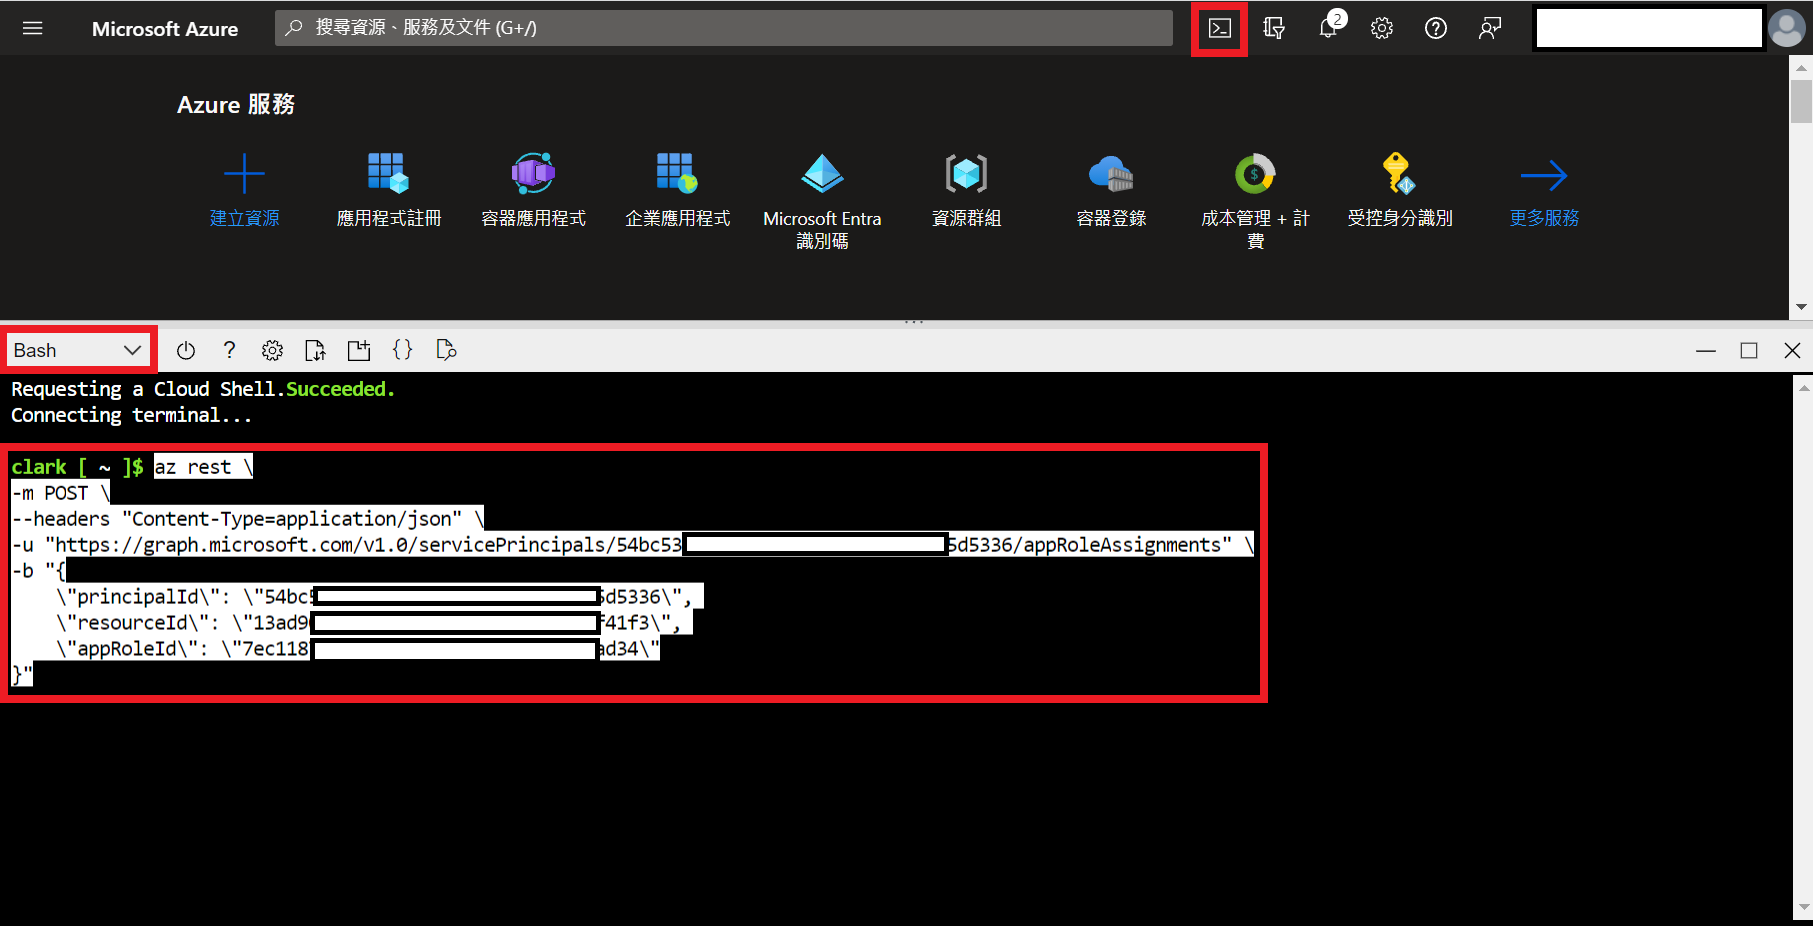 Microsoft Azure
搜尋資源、服務及文件 (G+/)
2
Azure 服務
建立資源
應用程式註冊
容器應用程式
企業應用程式
Microsoft Entra
識別碼
資源群組
容器登錄
成本管理 + 計
費
受控身分識別
更多服務
Bash
Requesting a Cloud Shell.Succeeded.
Connecting terminal...
clark [ ~ ]$ az rest \
-m POST \
--headers "Content-Type=application/json" \
-u "https://graph.microsoft.com/v1.0/servicePrincipals/54bc53 5d5336/appRoleAssignments" \
-b "{
\"principalId\": \"54bc5 5d5336\",
\"resourceId\": \"13ad9 f41f3\",
\"appRoleId\": \"7ec118 ad34\"
}"